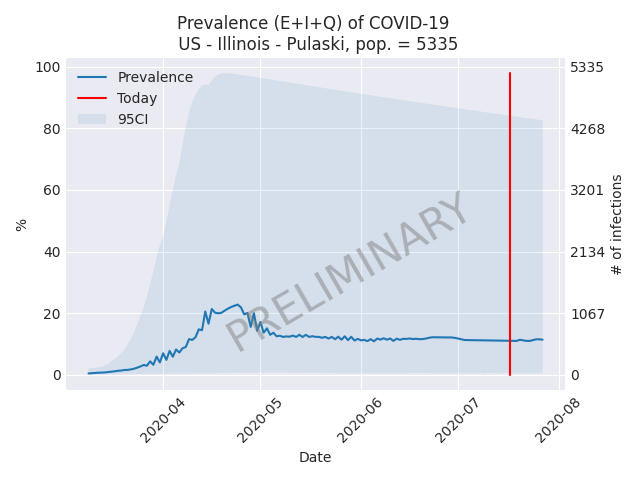 Prevalence (E+I+Q) of COVID-19
US - Illinois - Pulaski, pop. = 5335
100
80
60
40
20
0
%
5335
4268
3201
2134
1067
0
# of infections
Prevalence
Today
95CI
PRELIMINARY
2020-04
2020-05
2020-06
2020-07
2020-08
Date